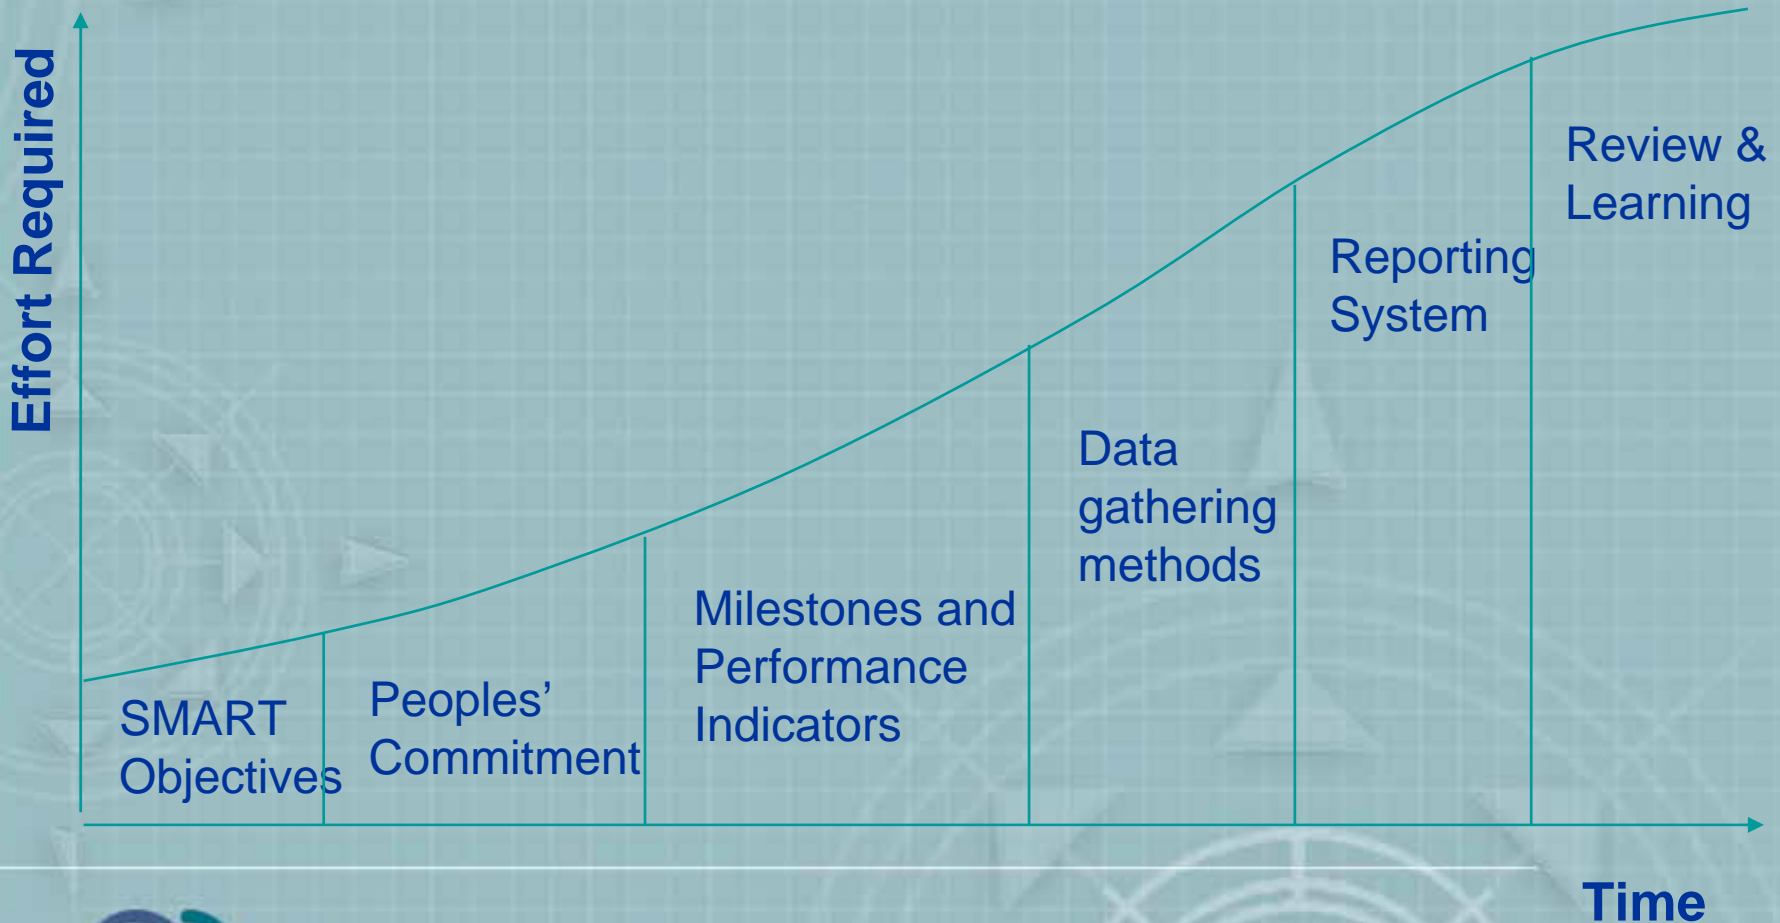 Effort Required
SMART
Objectives
Peoples’
Commitment
Milestones and
Performance
Indicators
Data
gathering
methods
Reporting
System
Review &
Learning
Time